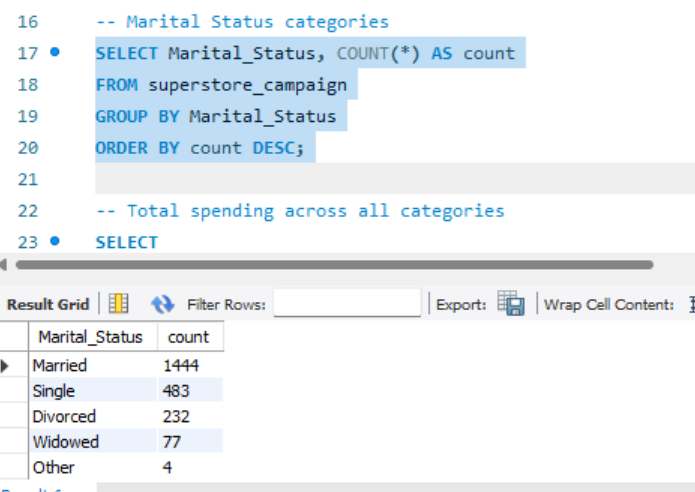 16 -- Marital Status categories
17 SELECT Marital_Status, COUNT(*) AS count
18 FROM superstore_campaign
19 GROUP BY Marital_Status
20 ORDER BY count DESC;
21
22 -- Total spending across all categories
23 SELECT
Result Grid Filter Rows: Export: Wrap Cell Content:
Marital_Status count
Married 1444
Single 483
Divorced 232
Widowed 77
Other 4